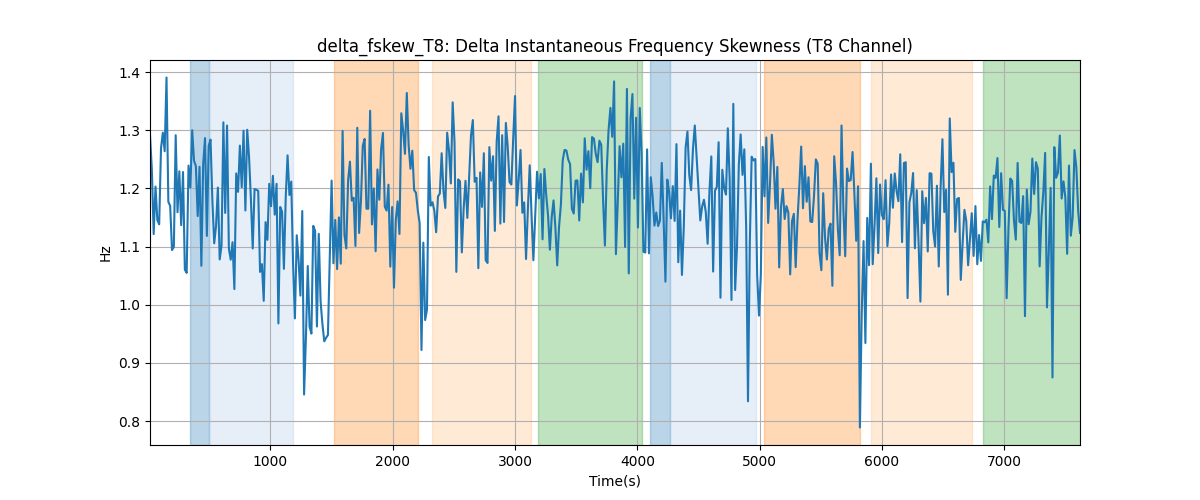 delta_fskew_T8: Delta Instantaneous Frequency Skewness (T8 Channel)
1.4
1.3
1.2
1.1
1.0
0.9
0.8
Hz
1000 2000 3000 4000 5000 6000 7000
Time(s)